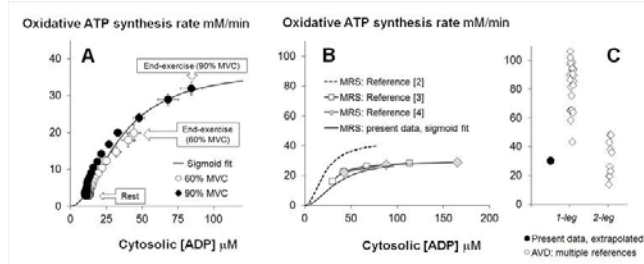 Oxidative ATP synthesis rate mM/min
A
End-exercise (90% MVC)
End-exercise
(60% MVC)
Rest
Sigmoid fit
60% MVC
90% MVC
40
30
20
10
0
0 25 50 75 100
Cytosolic [ADP] µM
Oxidative ATP synthesis rate mM/min
B
MRS: Reference [2]
MRS: Reference [3]
MRS: Reference [4]
MRS: present data, sigmoid fit
100
80
60
40
20
0
0 50 100 150 200
Cytosolic [ADP] µM
C
100
80
60
40
20
0
1-leg 2-leg
Present data, extrapolated
AVD: multiple references